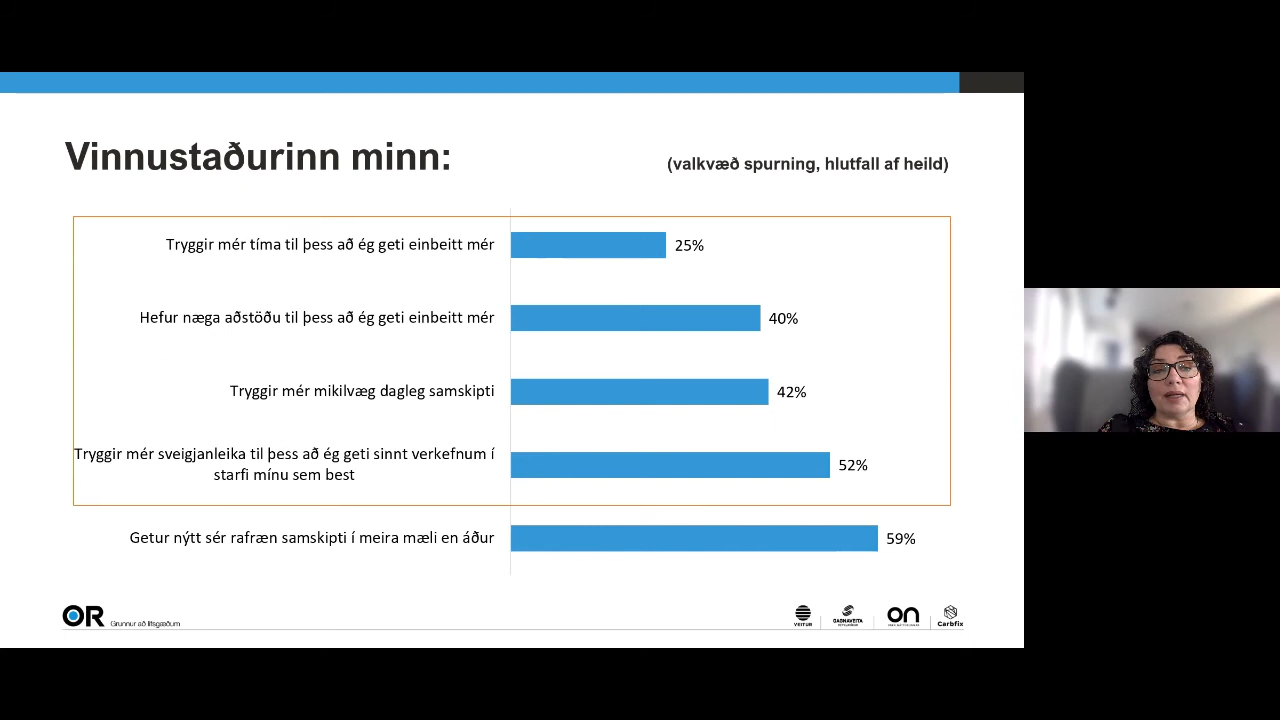 Vinnustaðurinn minn:
(valkvæð spurning, hlutfall af heild)
Tryggir mér tíma til þess að ég geti einbeitt mér
25%
Hefur næga aðstöðu til þess að ég geti einbeitt mér
40%
Tryggir mér mikilvæg dagleg samskipti
42%
Tryggir mér sveigjanleika til þess að ég geti sinnt verkefnum í
starfi mínu sem best
52%
Getur nýtt sér rafræn samskipti í meira mæli en áður
59%
OR
Grunnur að lífsgæðum
VEITUR
GAGNAVEITA
ON
Carbfix